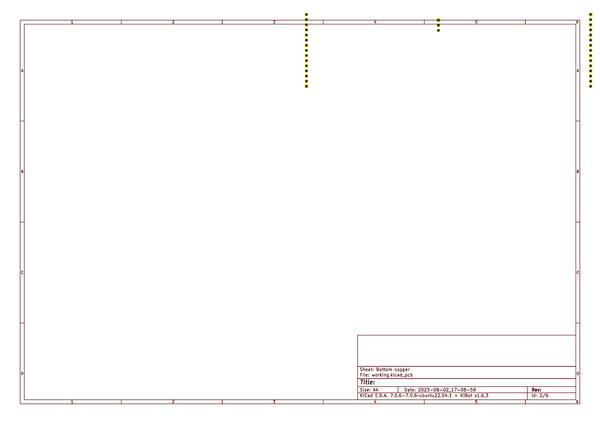 1 2 3 4 5 6
A A
B B
C C
Sheet: Bottom copper
File: working.kicad_pcb
D D
Title:
Size: A4 Date: 2023-08-02_17-08-59 Rev:
KiCad E.D.A. 7.0.6-7.0.6~ubuntu22.04.1 + KiBot v1.6.3 Id: 2/6
1 2 3 4 5 6